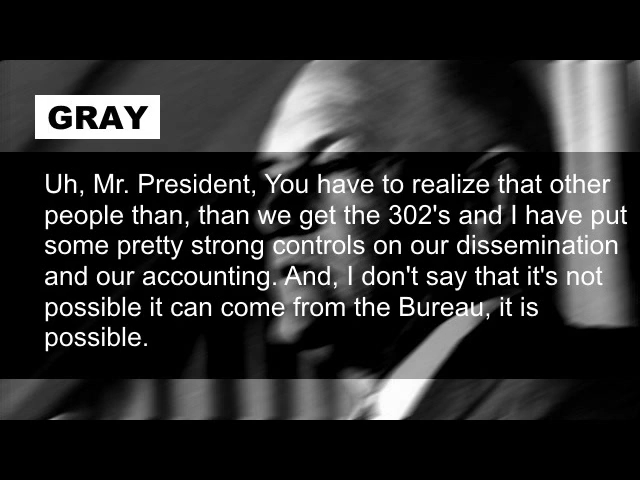 GRAY
Uh, Mr. President, You have to realize that other
people than, than we get the 302's and I have put
some pretty strong controls on our dissemination
and our accounting. And, I don't say that it's not
possible it can come from the Bureau, it is
possible.